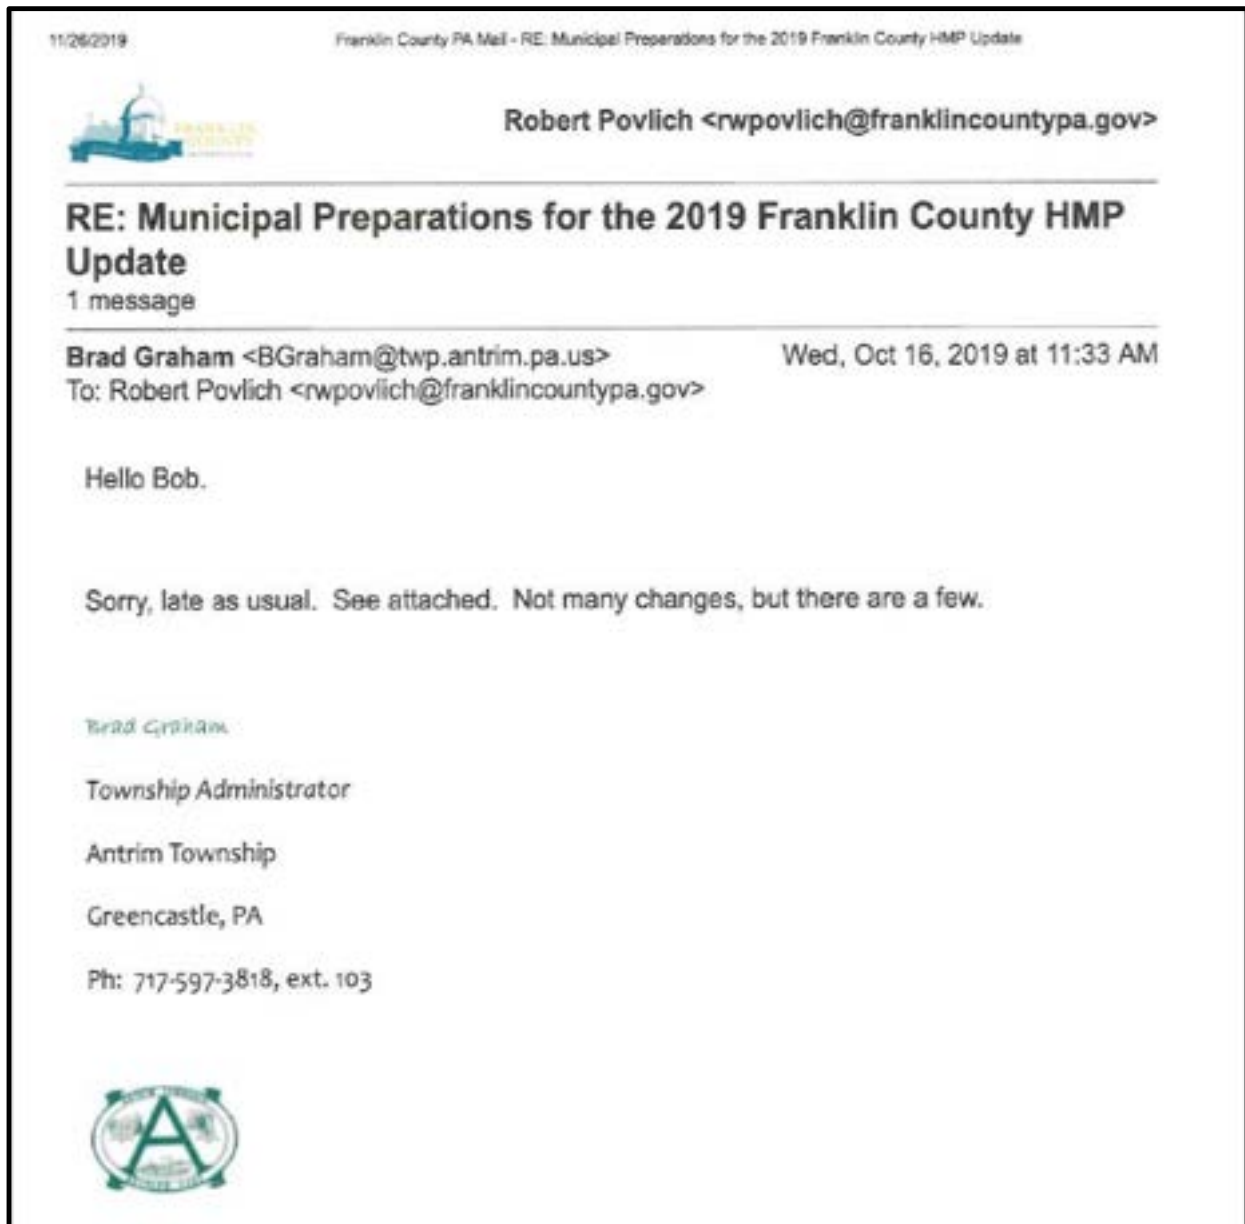 11/26/2019 Franklin County PA Mail - RE: Municipal Preparations for the 2019 Franklin County HMP Update
FRANKLIN
COUNTY
Robert Povlich <rwpovlich@franklincountypa.gov>
RE: Municipal Preparations for the 2019 Franklin County HMP
Update
1 message
Brad Graham <BGraham@twp.antrim.pa.us> Wed, Oct 16, 2019 at 11:33 AM
To: Robert Povlich <rwpovlich@franklincountypa.gov>
Hello Bob.
Sorry, late as usual.  See attached.  Not many changes, but there are a few.
Brad Graham
Township Administrator
Antrim Township
Greencastle, PA
Ph: 717-597-3818, ext. 103
A